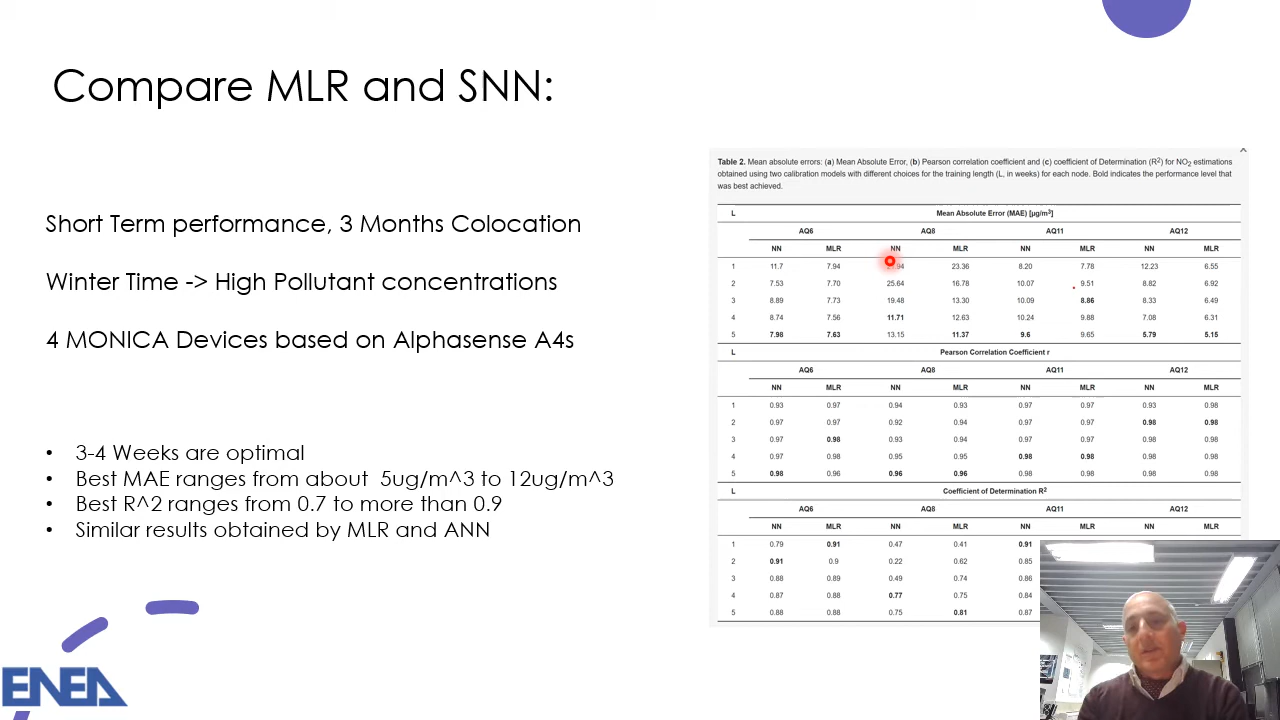 Compare MLR and SNN:
Short Term performance, 3 Months Colocation
Winter Time -> High Pollutant concentrations
4 MONICA Devices based on Alphasense A4s
• 3-4 Weeks are optimal
• Best MAE ranges from about 5ug/m^3 to 12ug/m^3
• Best R^2 ranges from 0.7 to more than 0.9
• Similar results obtained by MLR and ANN
ENEA
Table 2. Mean absolute errors: (a) Mean Absolute Error, (b) Pearson correlation coefficient and (c) coefficient of Determination (R²) for NO₂ estimations
obtained using two calibration models with different choices for the training length (L, in weeks) for each node. Bold indicates the performance level that
was best achieved.
L Mean Absolute Error (MAE) [µg/m³]
AQ6 AQ8 AQ11 AQ12
NN MLR NN MLR NN MLR NN MLR
1 11.7 7.94 .94 23.36 8.20 7.78 12.23 6.55
2 7.53 7.70 25.64 16.78 10.07 9.51 8.82 6.92
3 8.89 7.73 19.48 13.30 10.09 8.86 8.33 6.49
4 8.74 7.56 11.71 12.63 10.24 9.88 7.08 6.31
5 7.98 7.63 13.15 11.37 9.6 9.65 5.79 5.15
L Pearson Correlation Coefficient r
AQ6 AQ8 AQ11 AQ12
NN MLR NN MLR NN MLR NN MLR
1 0.93 0.97 0.94 0.93 0.97 0.97 0.93 0.98
2 0.97 0.97 0.92 0.94 0.97 0.97 0.98 0.98
3 0.97 0.98 0.93 0.94 0.97 0.97 0.98 0.98
4 0.97 0.98 0.95 0.95 0.98 0.98 0.98 0.98
5 0.98 0.96 0.96 0.96 0.98 0.98 0.98 0.98
L Coefficient of Determination R²
AQ6 AQ8 AQ11 AQ12
NN MLR NN MLR NN MLR NN MLR
1 0.79 0.91 0.47 0.41 0.91
2 0.91 0.9 0.22 0.62 0.85
3 0.88 0.89 0.49 0.74 0.86
4 0.87 0.88 0.77 0.75 0.84
5 0.88 0.88 0.75 0.81 0.87